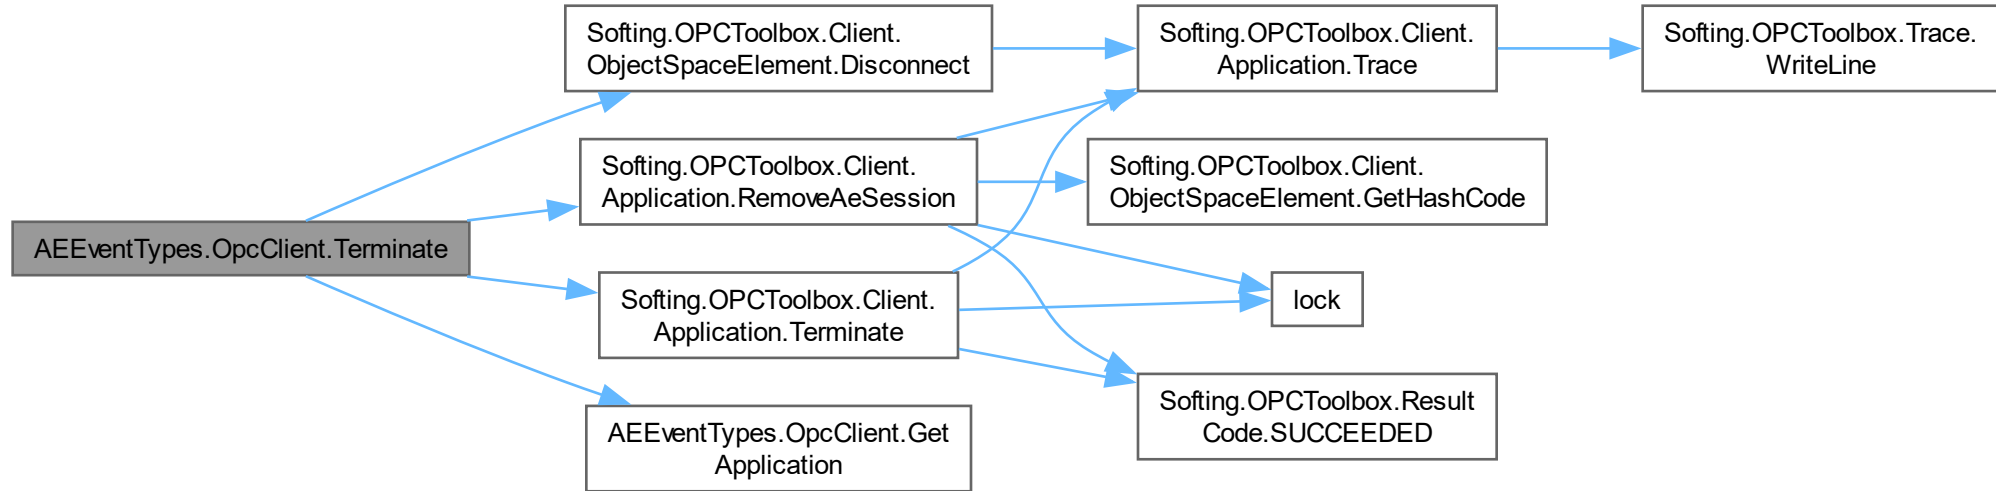 Softing.OPCToolbox.Client.
ObjectSpaceElement.Disconnect
Softing.OPCToolbox.Client.
Application.Trace
Softing.OPCToolbox.Trace.
WriteLine
Softing.OPCToolbox.Client.
Application.RemoveAeSession
Softing.OPCToolbox.Client.
ObjectSpaceElement.GetHashCode
AEEventTypes.OpcClient.Terminate
Softing.OPCToolbox.Client.
Application.Terminate
lock
AEEventTypes.OpcClient.Get
Application
Softing.OPCToolbox.Result
Code.SUCCEEDED